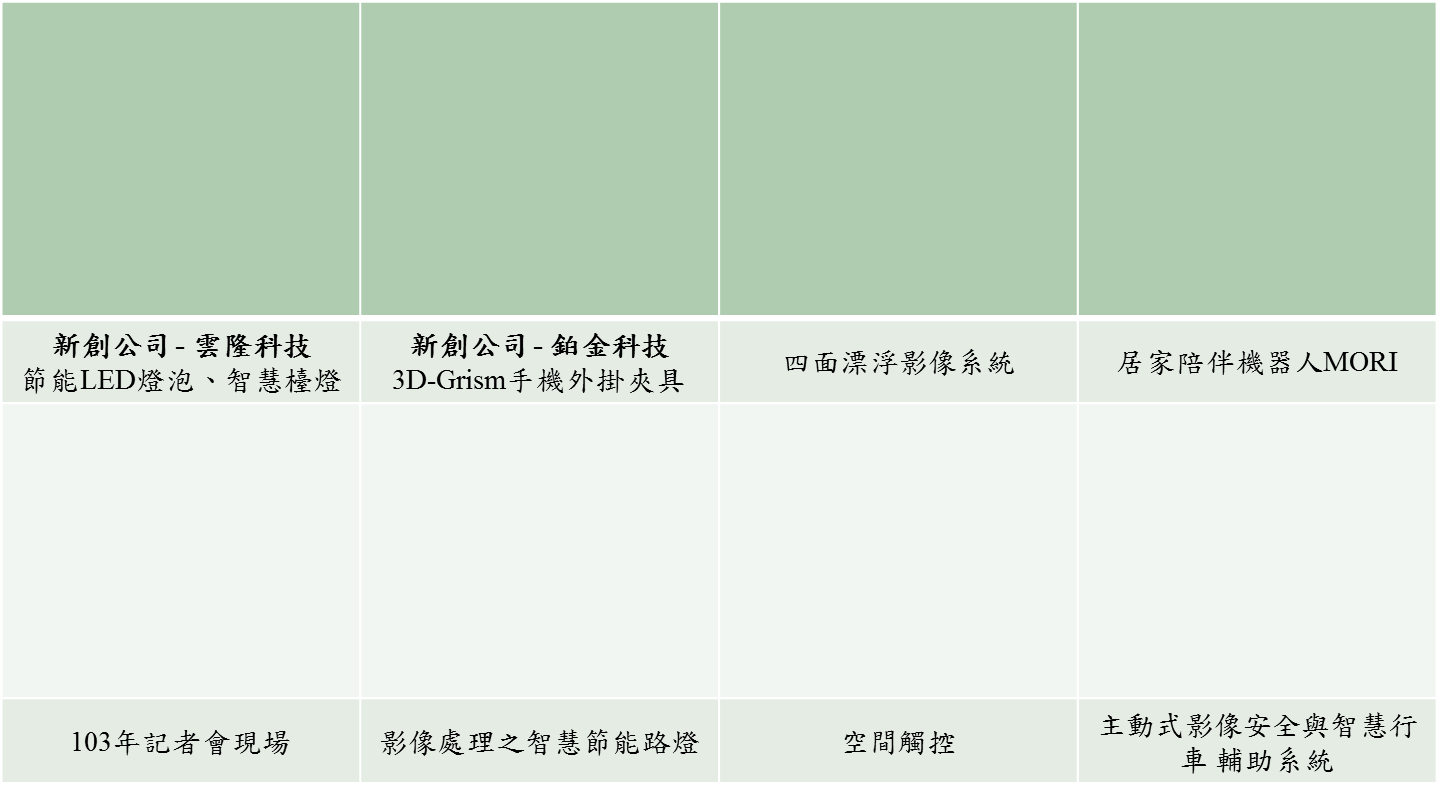 新創公司 - 雲隆科技
節能LED燈泡、智慧檯燈
新創公司 - 鉑金科技
3D-Grism手機外掛夾具
四面漂浮影像系統
居家陪伴機器人MORI
103年記者會現場
影像處理之智慧節能路燈
空間觸控
主動式影像安全與智慧行
車 輔助系統